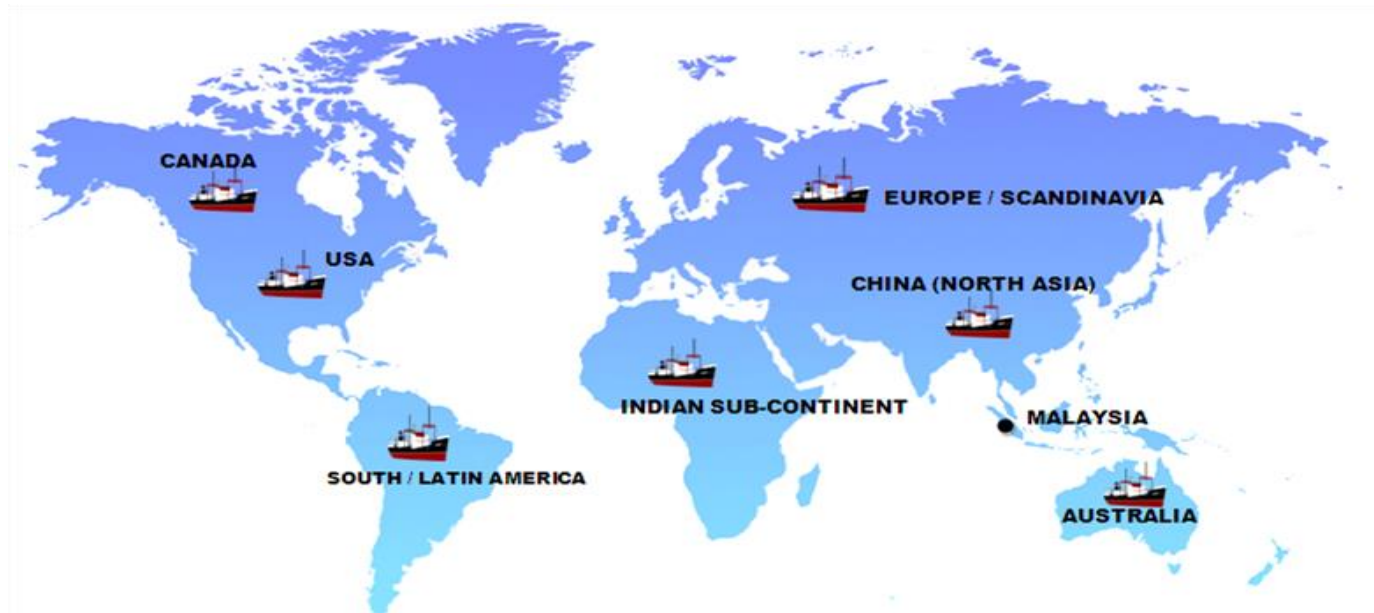 CANADA
EUROPE / SCANDINAVIA
USA
CHINA (NORTH ASIA)
INDIAN SUB-CONTINENT
MALAYSIA
SOUTH / LATIN AMERICA
AUSTRALIA